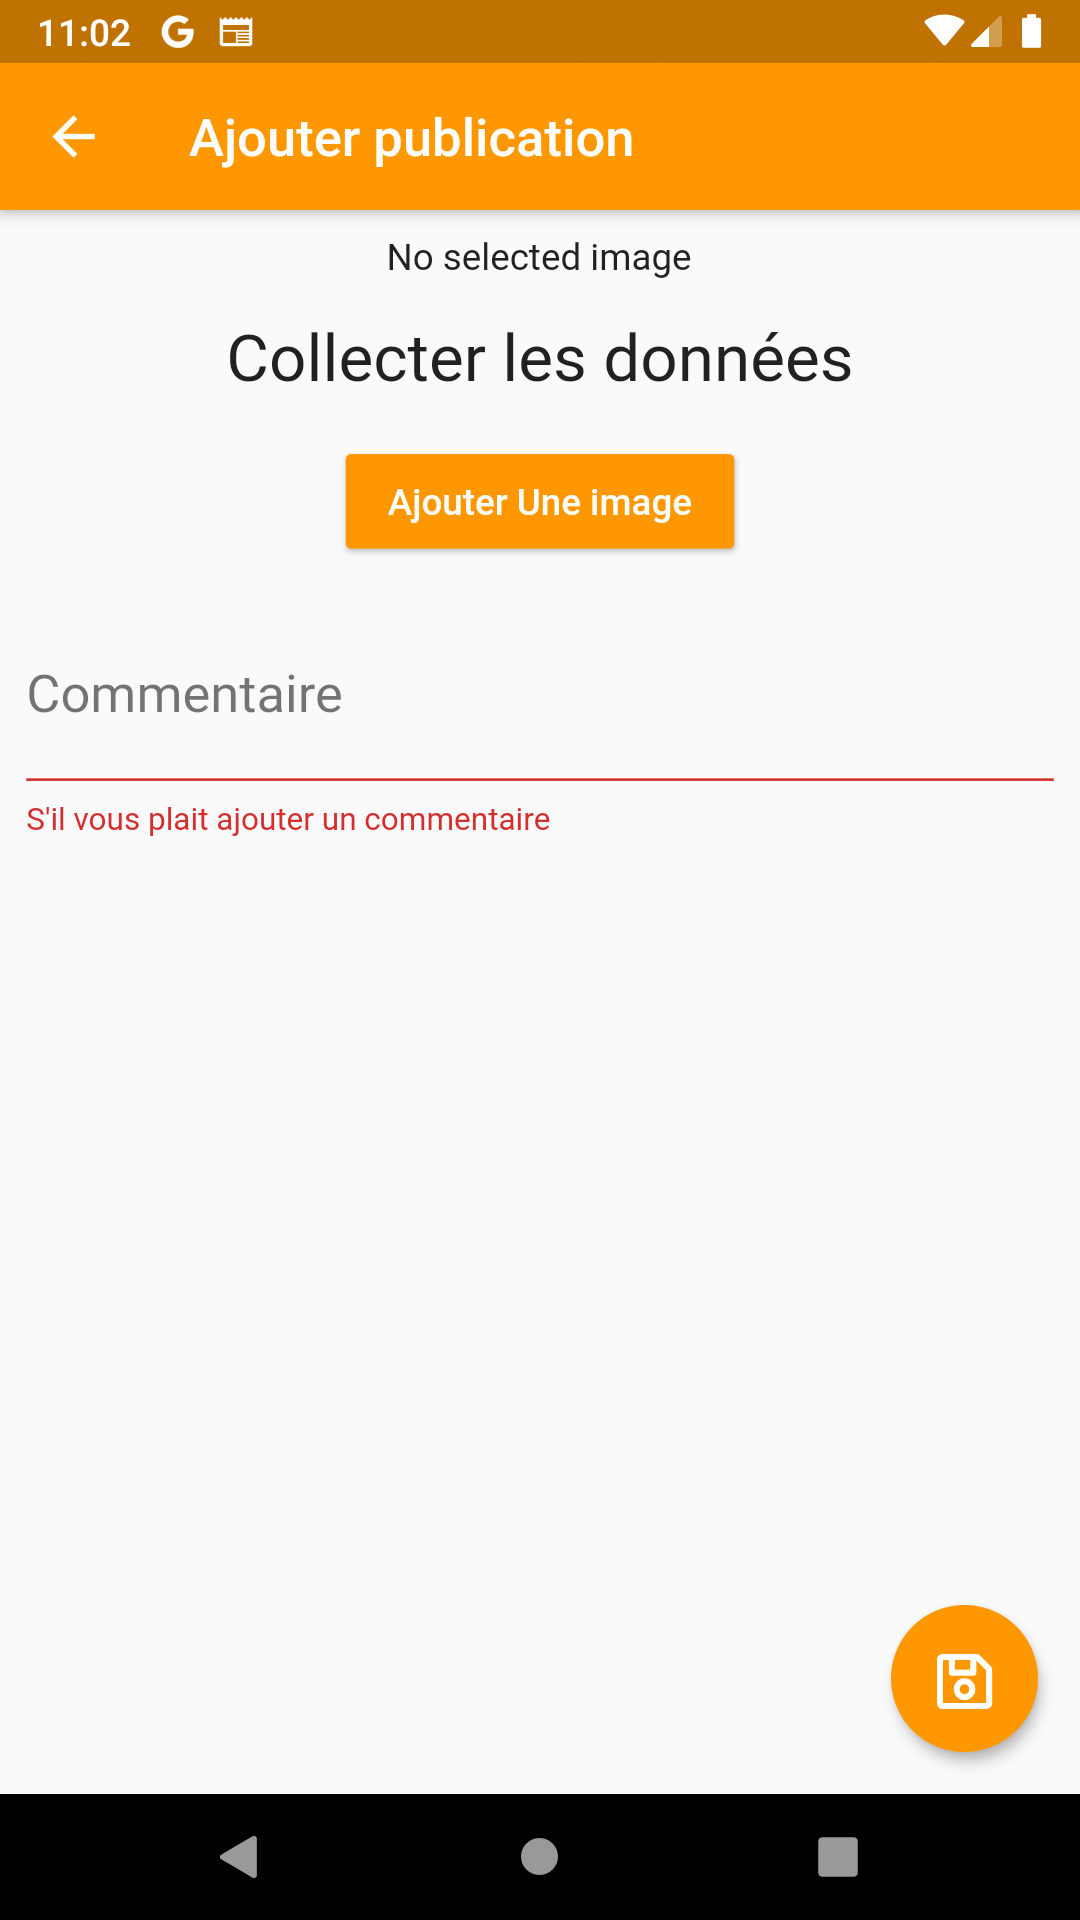 11:02
Ajouter publication
No selected image
Collecter les données
Ajouter Une image
Commentaire
S'il vous plait ajouter un commentaire